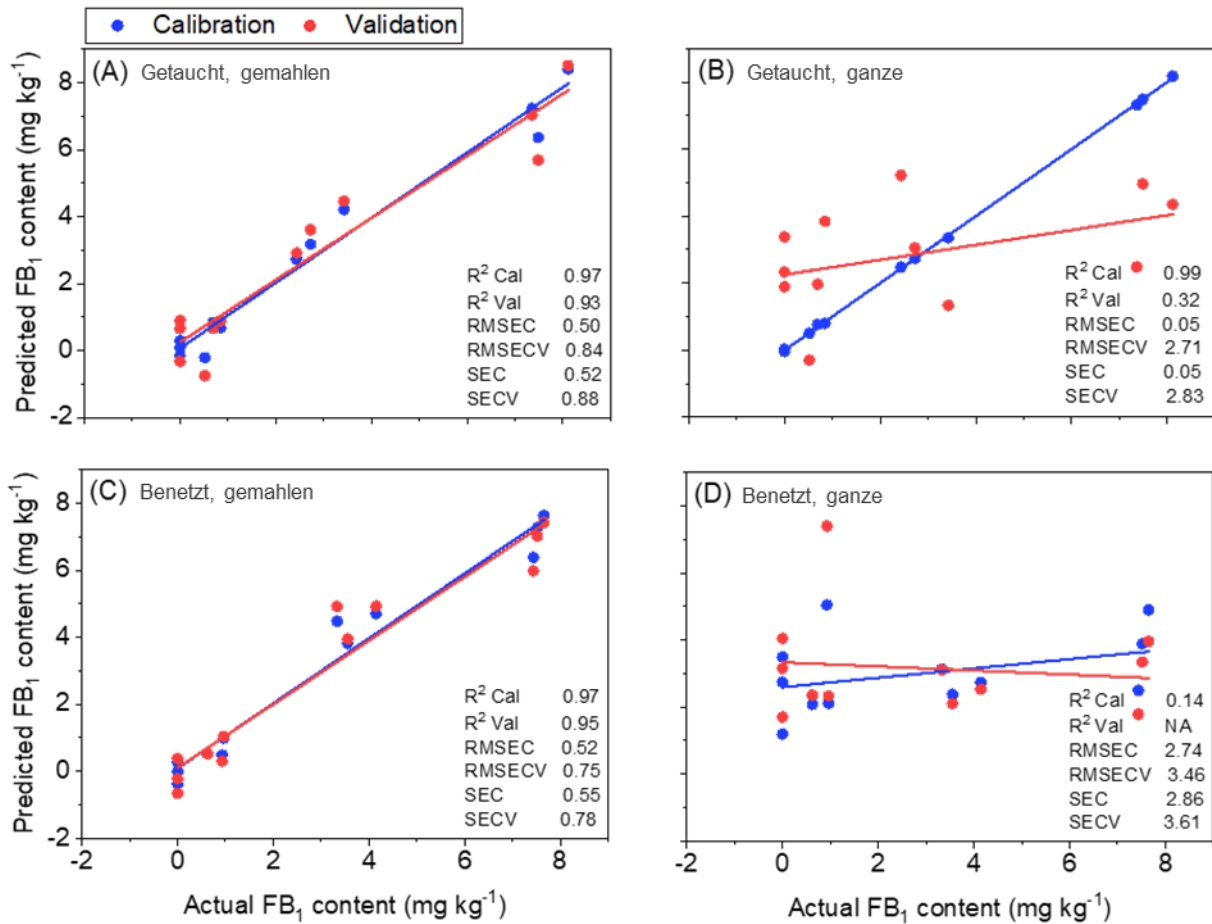 Calibration Validation
(A) Getaucht, gemahlen
Predicted FB₁ content (mg kg⁻¹)
8
6
4
2
0
-2
R² Cal 0.97
R² Val 0.93
RMSEC 0.50
RMSECV 0.84
SEC 0.52
SECV 0.88
(B) Getaucht, ganze
R² Cal 0.99
R² Val 0.32
RMSEC 0.05
RMSECV 2.71
SEC 0.05
SECV 2.83
(C) Benetzt, gemahlen
Predicted FB₁ content (mg kg⁻¹)
8
6
4
2
0
-2
R² Cal 0.97
R² Val 0.95
RMSEC 0.52
RMSECV 0.75
SEC 0.55
SECV 0.78
-2 0 2 4 6 8
Actual FB₁ content (mg kg⁻¹)
(D) Benetzt, ganze
R² Cal 0.14
R² Val NA
RMSEC 2.74
RMSECV 3.46
SEC 2.86
SECV 3.61
-2 0 2 4 6 8
Actual FB₁ content (mg kg⁻¹)